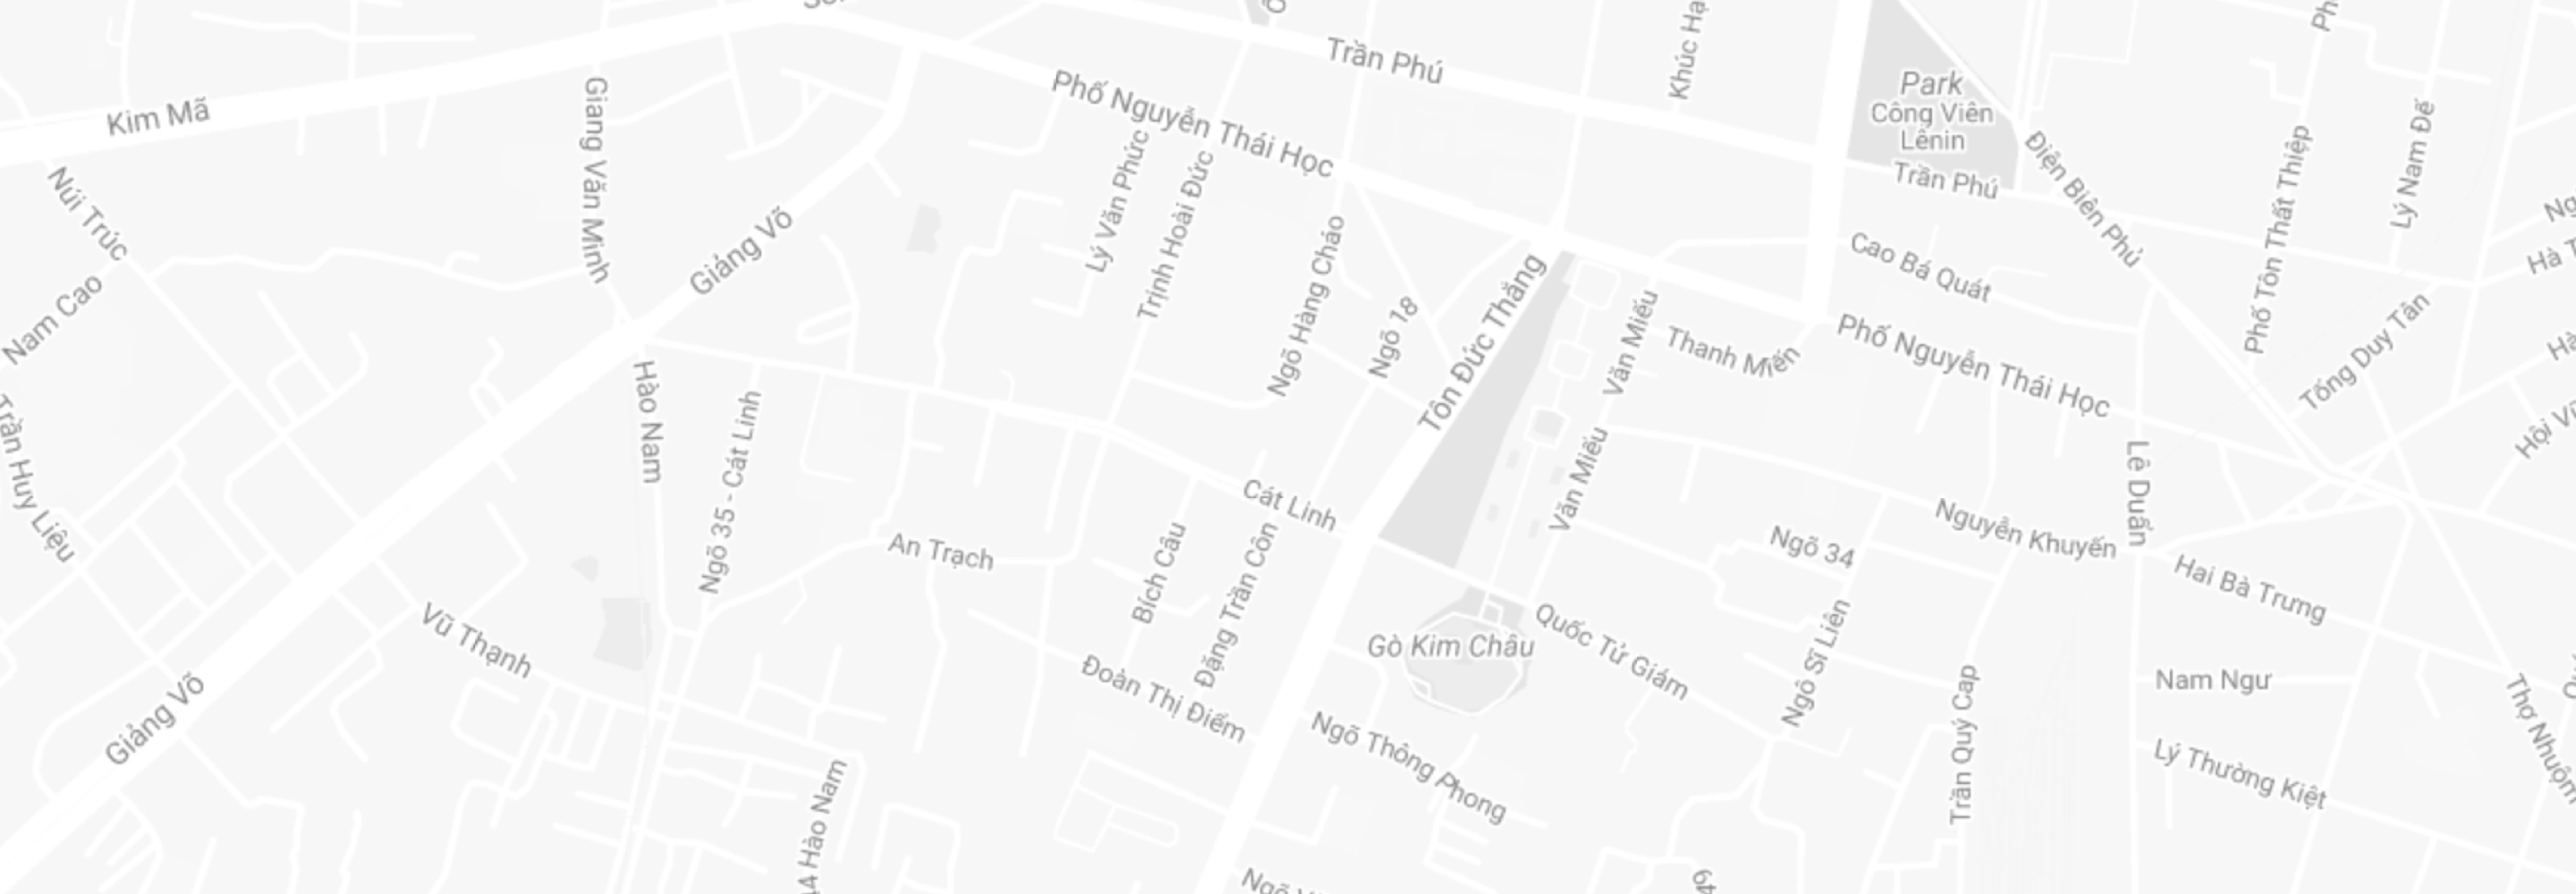 Trần Phú
Khúc Hạ
Kim Mã
Giang Văn Minh
Phố Nguyễn Thái Học
Park
Công Viên
Lênin
Trần Phú
Điện Biên Phủ
Phố Tôn Thất Thiệp
Lý Nam Đế
Núi Trúc
Giảng Võ
Lý Văn Phức
Trịnh Hoài Đức
Ngõ Hàng Cháo
Ngõ 18
Tôn Đức Thắng
Văn Miếu
Cao Bá Quát
Nam Cao
Thanh Miến
Phố Nguyễn Thái Học
Tống Duy Tân
Trần Huy Liệu
Hào Nam
Ngõ 35 - Cát Linh
Cát Linh
Văn Miếu
Lê Duẩn
An Trạch
Bích Câu
Đặng Trần Côn
Ngõ 34
Nguyễn Khuyến
Hai Bà Trưng
Vũ Thạnh
Gò Kim Châu
Quốc Tử Giám
Ngô Sĩ Liên
Đoàn Thị Điểm
Trần Quý Cap
Nam Ngư
Giảng Võ
Ngõ Thông Phong
Lý Thường Kiệt
Thợ Nhuộm
Hào Nam